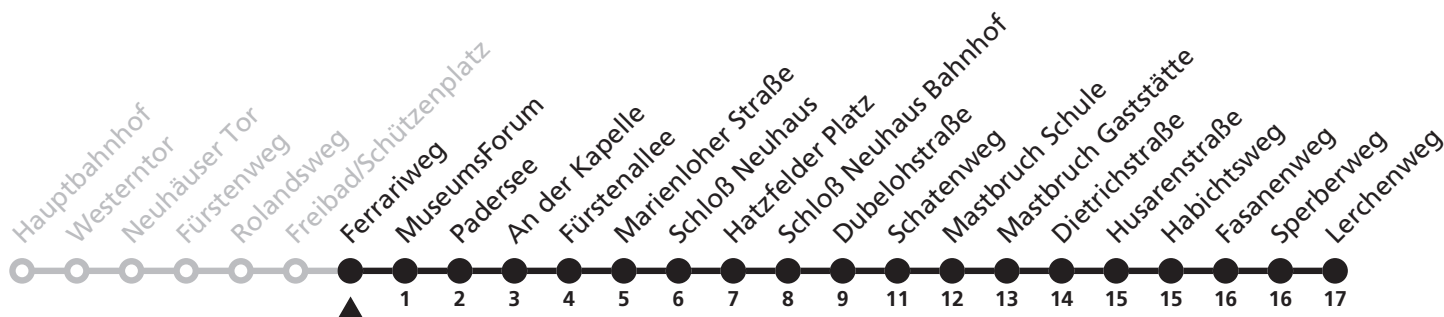 Hauptbahnhof
Westerntor
Neuhäuser Tor
Fürstenweg
Rolandsweg
Freibad/Schützenplatz
Ferrariweg
MuseumsForum
Padersee
An der Kapelle
Fürstenallee
Marienloher Straße
Schloß Neuhaus
Hatzfelder Platz
Schloß Neuhaus Bahnhof
Dubelohstraße
Schatenweg
Mastbruch Schule
Mastbruch Gaststätte
Dietrichstraße
Husarenstraße
Habichtsweg
Fasanenweg
Sperberweg
Lerchenweg
1 2 3 4 5 6 7 8 9 11 12 13 14 15 15 16 16 17